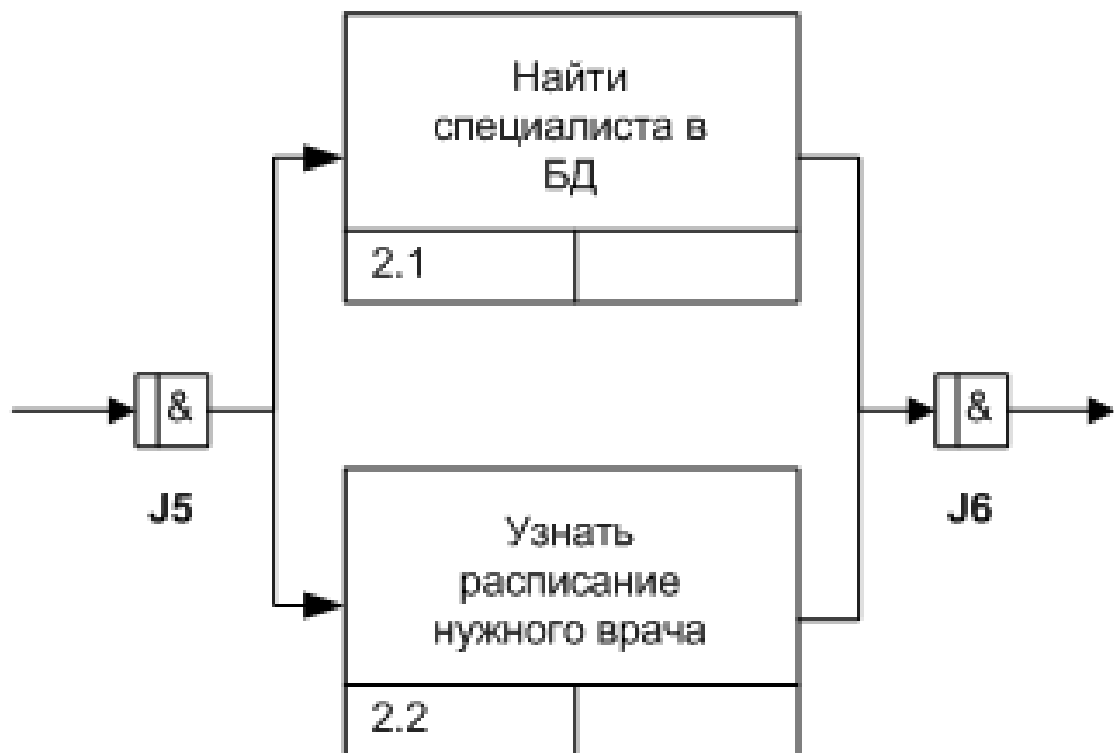 Найти
специалиста в
БД
2.1
&
&
J5
J6
Узнать
расписание
нужного врача
2.2